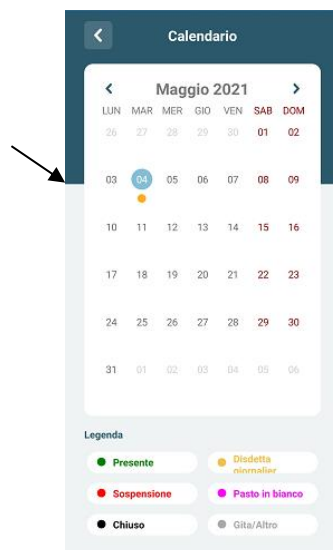 Calendario
Maggio 2021
LUN MAR MER GIO VEN SAB DOM
26 27 28 29 30 01 02
03 04 05 06 07 08 09
10 11 12 13 14 15 16
17 18 19 20 21 22 23
24 25 26 27 28 29 30
31 01 02 03 04 05 06
Legenda
Presente
Disdetta
giornalier
Sospensione
Pasto in bianco
Chiuso
Gita/Altro